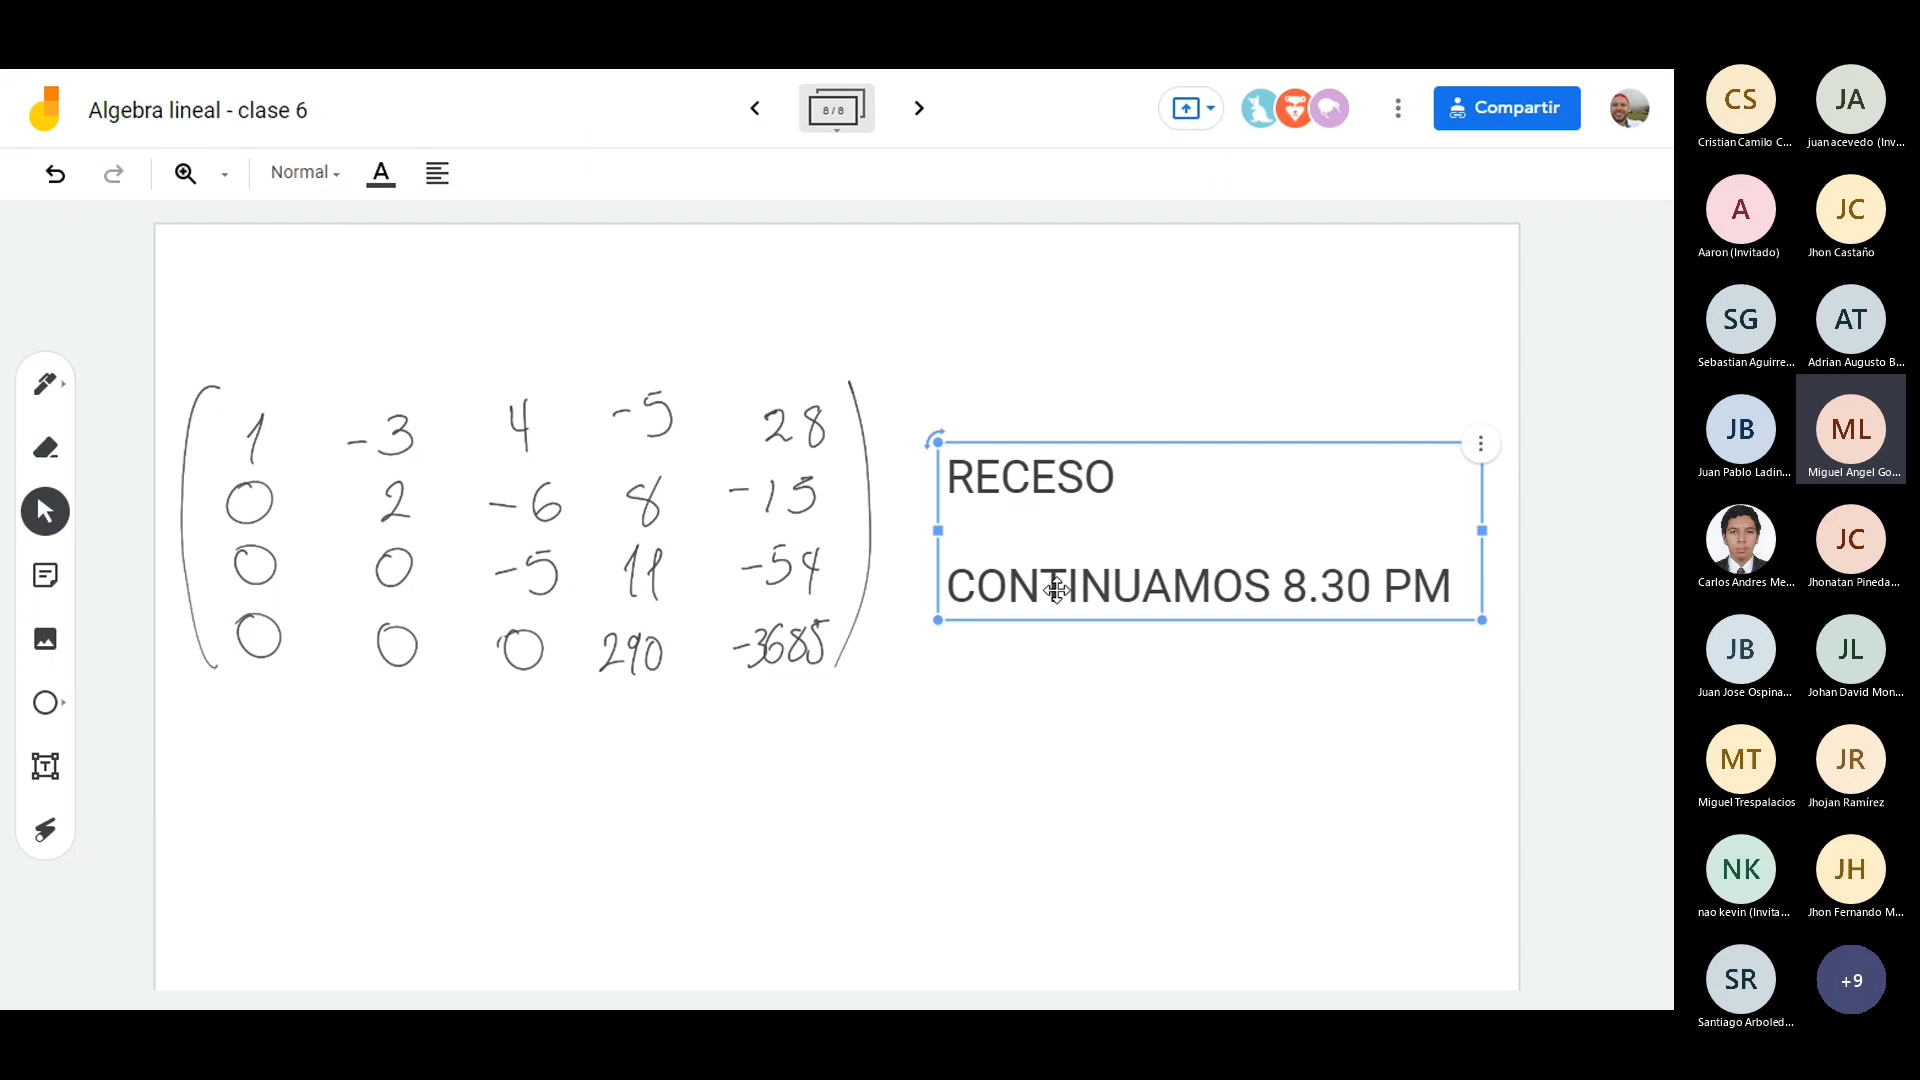 Algebra lineal - clase 6
8 / 8
Compartir
Normal
A
1 -3 4 -5 28
0 2 -6 8 -15
0 0 -5 11 -54
0 0 0 290 -3685
RECESO
CONTINUAMOS 8.30 PM
T
CS JA
Cristian Camilo C... juan acevedo (Inv...
A JC
Aaron (Invitado) Jhon Castaño
SG AT
Sebastian Aguirre... Adrian Augusto B...
JB ML
Juan Pablo Ladin... Miguel Angel Go...
JC
Carlos Andres Me... Jhonatan Pineda...
JB JL
Juan Jose Ospina... Johan David Mon...
MT JR
Miguel Trespalacios Jhojan Ramírez
NK JH
nao kevin (Invita... Jhon Fernando M...
SR +9
Santiago Arboled...